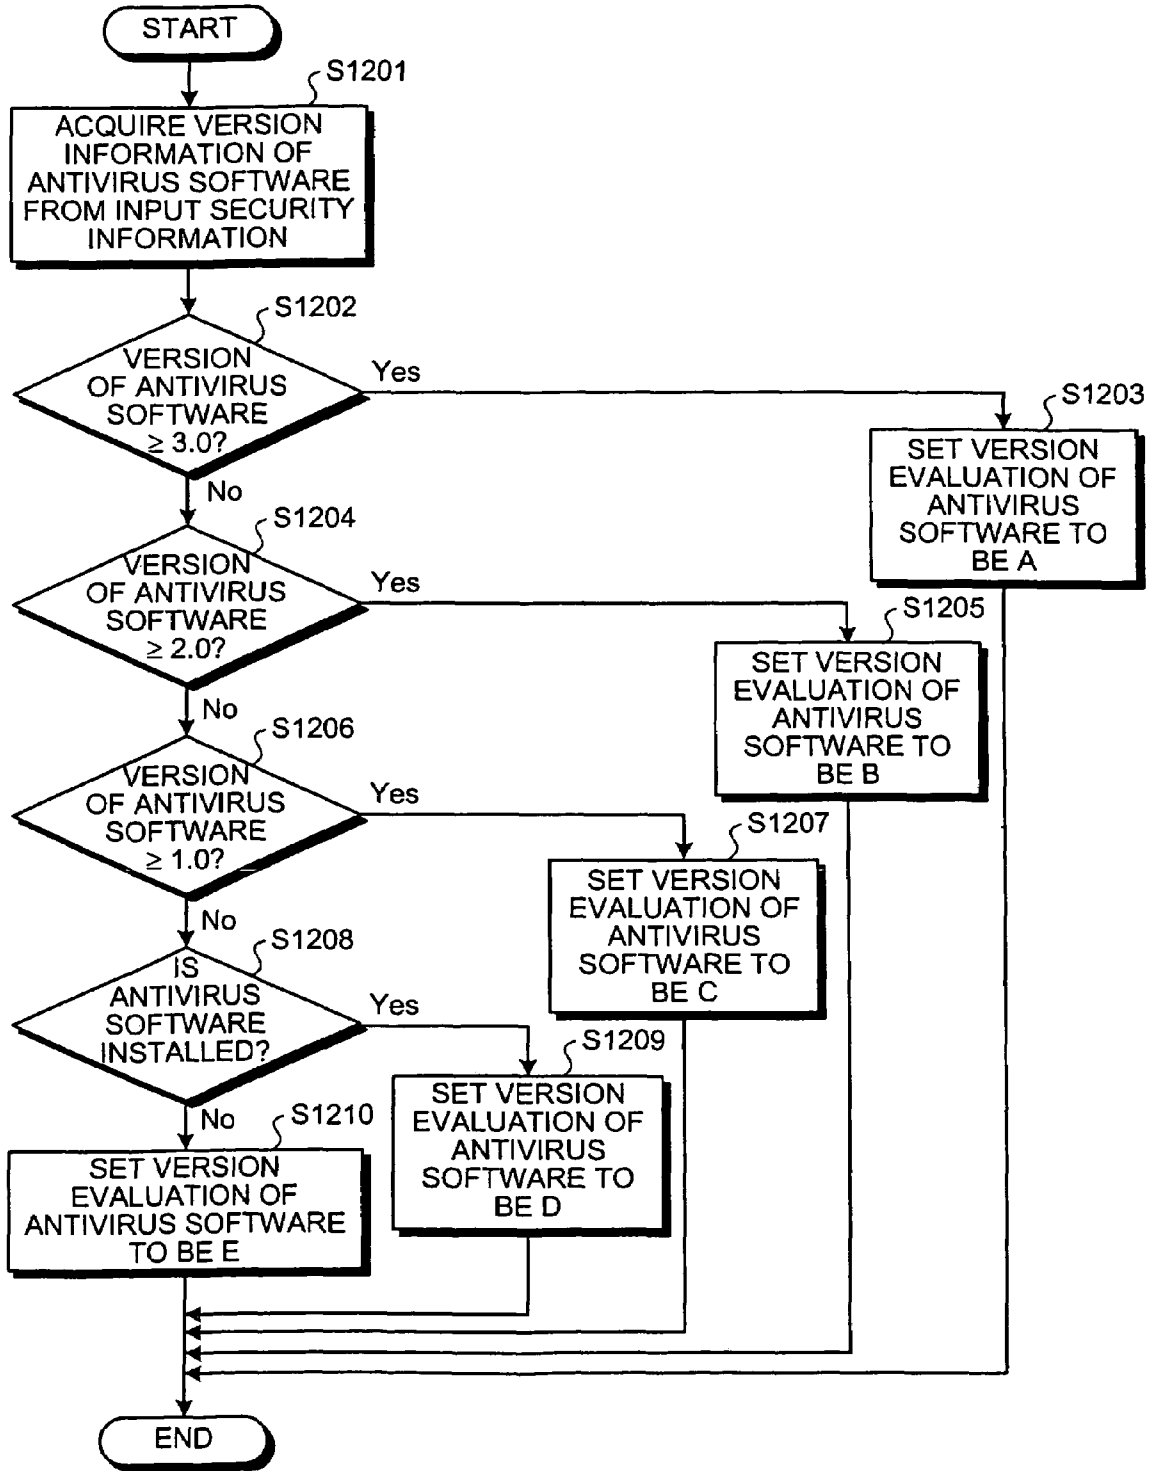 START
S1201
ACQUIRE VERSION
INFORMATION OF
ANTIVIRUS SOFTWARE
FROM INPUT SECURITY
INFORMATION
S1202
VERSION
OF ANTIVIRUS
SOFTWARE
≥ 3.0?
Yes
No
S1203
SET VERSION
EVALUATION OF
ANTIVIRUS
SOFTWARE TO
BE A
S1204
VERSION
OF ANTIVIRUS
SOFTWARE
≥ 2.0?
Yes
No
S1205
SET VERSION
EVALUATION OF
ANTIVIRUS
SOFTWARE TO
BE B
S1206
VERSION
OF ANTIVIRUS
SOFTWARE
≥ 1.0?
Yes
No
S1207
SET VERSION
EVALUATION OF
ANTIVIRUS
SOFTWARE TO
BE C
S1208
IS
ANTIVIRUS
SOFTWARE
INSTALLED?
Yes
No
S1209
SET VERSION
EVALUATION OF
ANTIVIRUS
SOFTWARE TO
BE D
S1210
SET VERSION
EVALUATION OF
ANTIVIRUS SOFTWARE
TO BE E
END